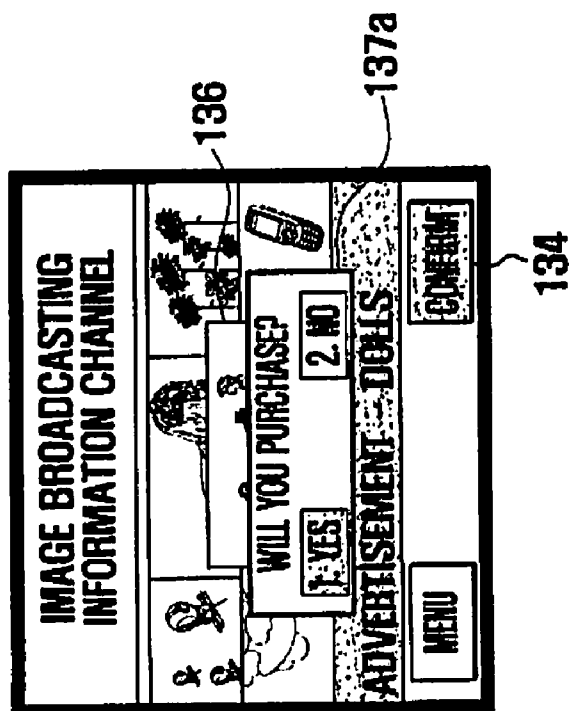 IMAGE BROADCASTING
INFORMATION CHANNEL
136
WILL YOU PURCHASE?
1. YES
2. NO
137a
ADVERTISEMENT - DOLLS
MENU
CONFIRM
134